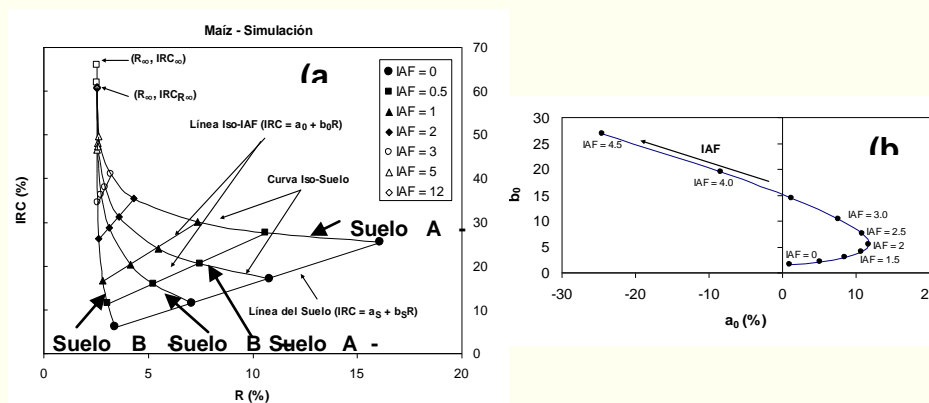 Maíz - Simulación
(a
70
60
50
40
30
20
10
0
IRC (%)
0
5
10
15
20
R (%)
(R∞, IRC∞)
(R∞, IRCR∞)
Línea Iso-IAF (IRC = a0 + b0R)
Curva Iso-Suelo
Línea del Suelo (IRC = aS + bSR)
IAF = 0
IAF = 0.5
IAF = 1
IAF = 2
IAF = 3
IAF = 5
IAF = 12
Suelo A -
Suelo B -
Suelo B -
Suelo A -
(b
30
25
20
15
10
5
0
b0
-30
-20
-10
0
10
20
a0 (%)
IAF
IAF = 4.5
IAF = 4.0
IAF = 3.0
IAF = 2.5
IAF = 2
IAF = 1.5
IAF = 0